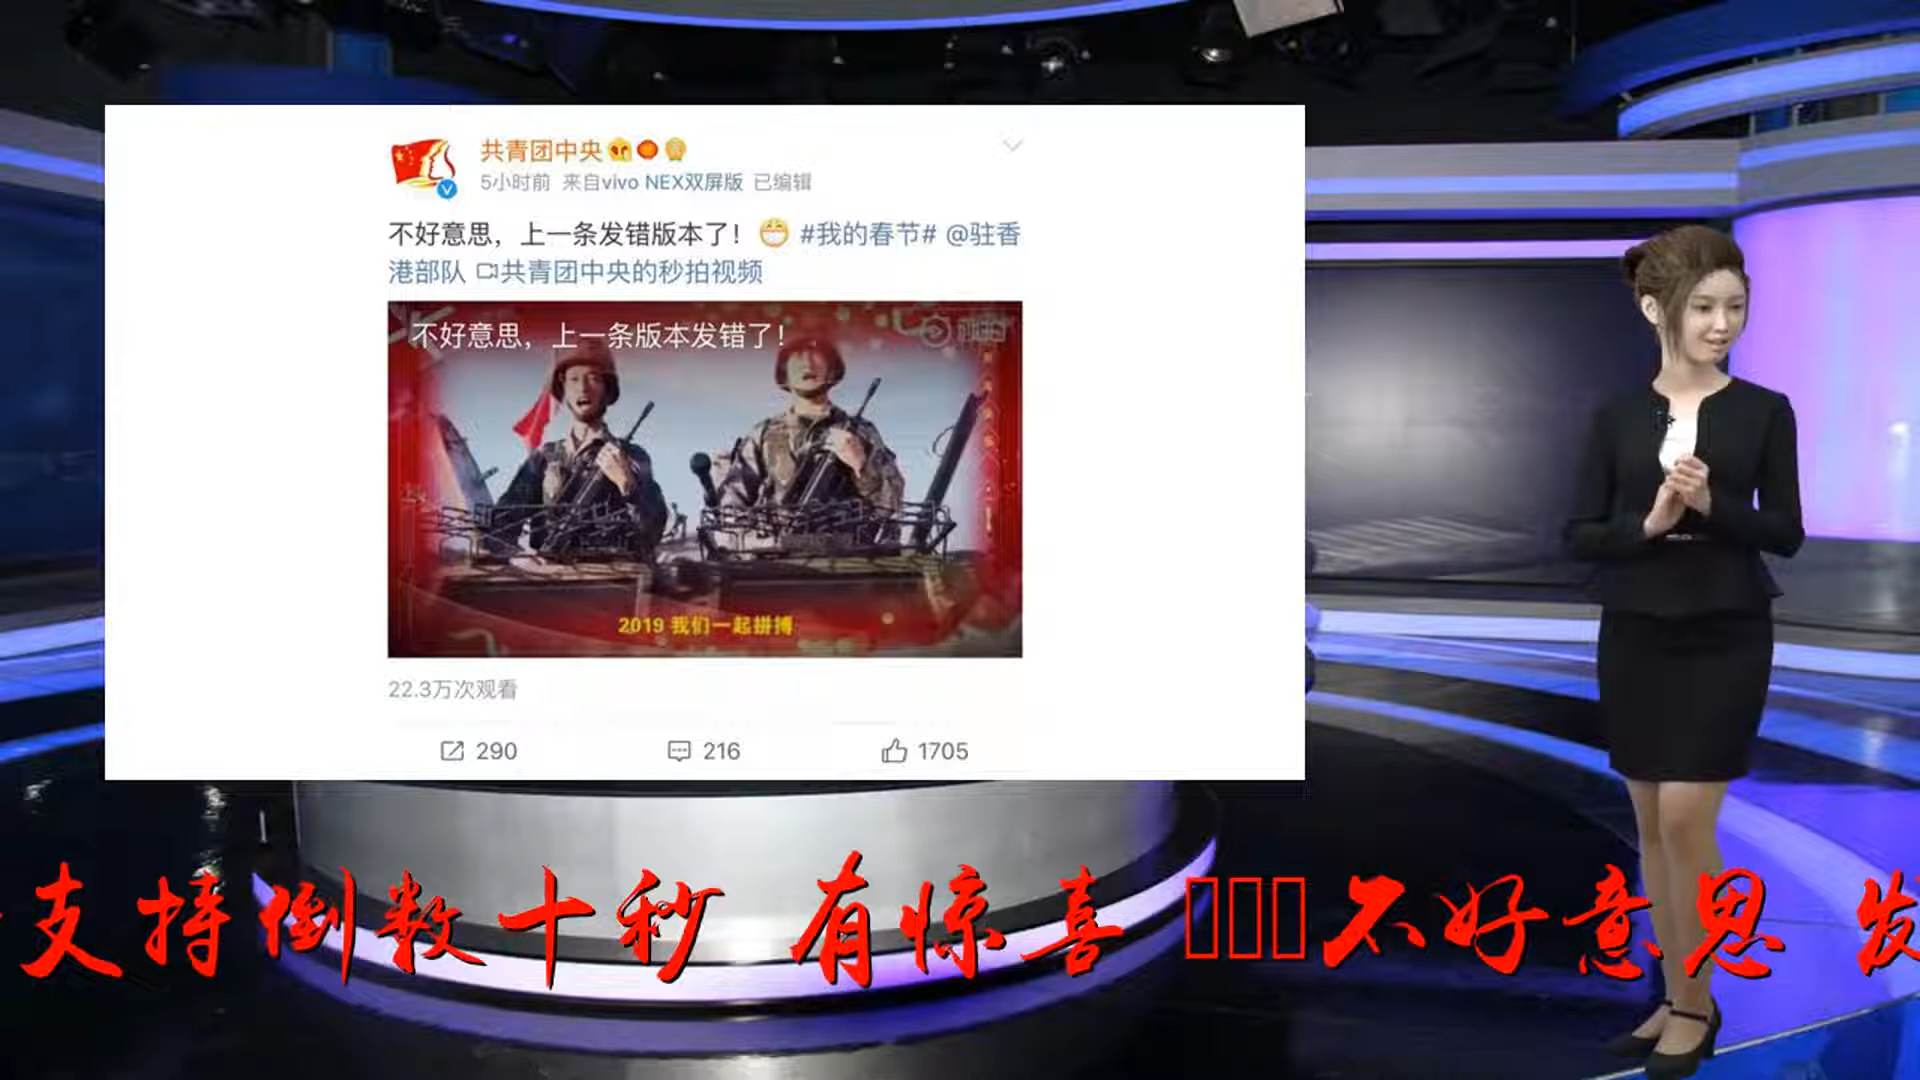 共青团中央
5小时前 来自vivo NEX双屏版 已编辑
不好意思，上一条发错版本了！ #我的春节# @驻香
港部队 共青团中央的秒拍视频
不好意思，上一条版本发错了！
2019 我们一起拼搏
22.3万次观看
290 216 1705
支持倒数十秒 有惊喜 □□□不好意思 发